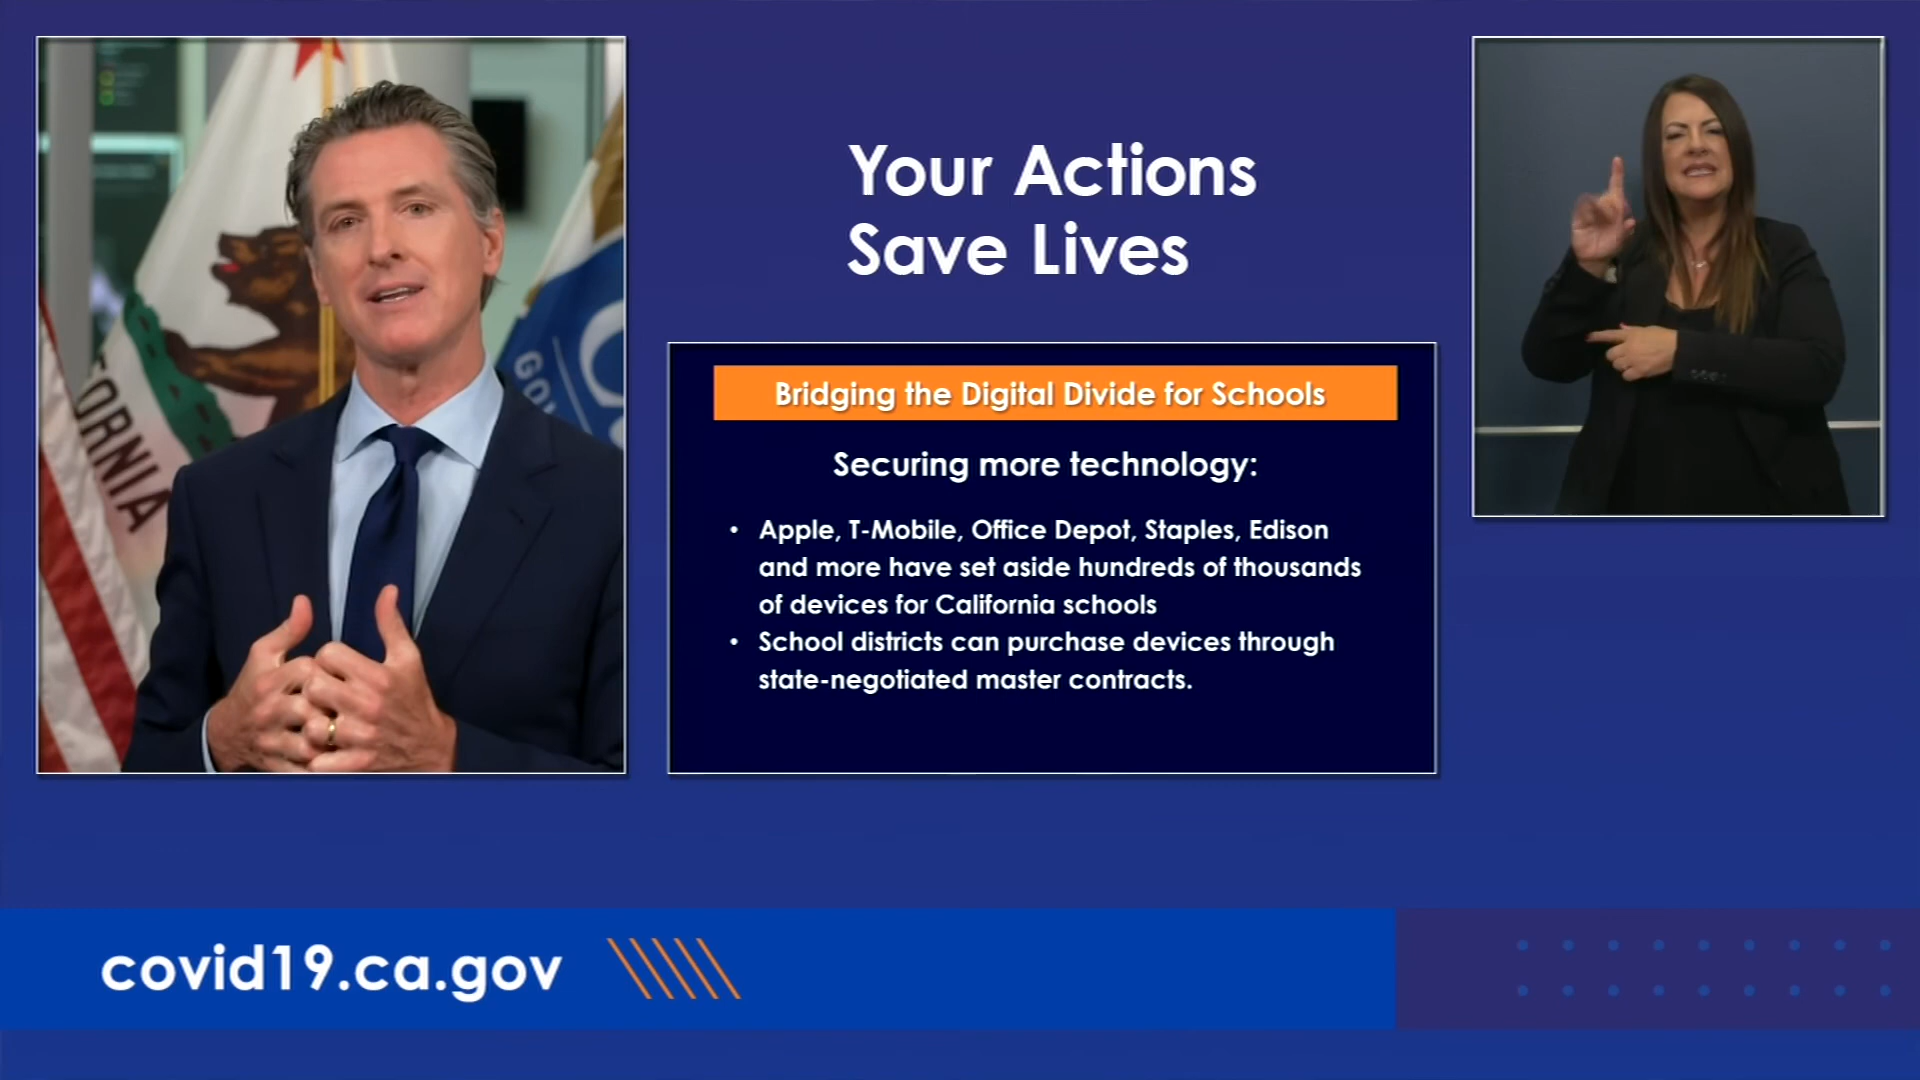 Your Actions
Save Lives
Bridging the Digital Divide for Schools
Securing more technology:
• Apple, T-Mobile, Office Depot, Staples, Edison
and more have set aside hundreds of thousands
of devices for California schools
• School districts can purchase devices through
state-negotiated master contracts.
FORNIA
GOV
covid19.ca.gov